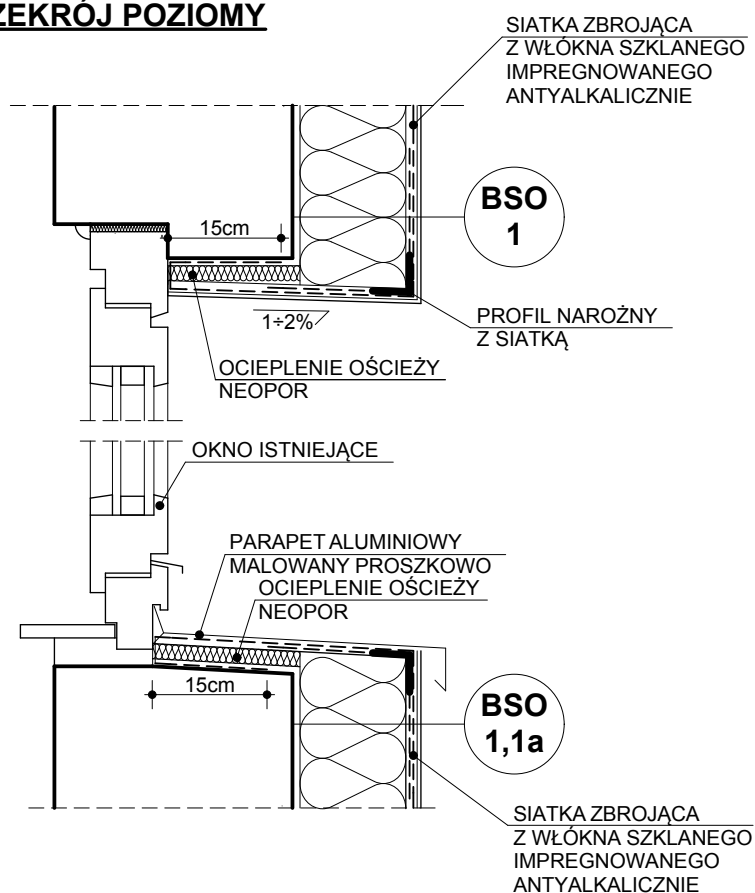 ZEKRÓJ POZIOMY
SIATKA ZBROJĄCA
Z WŁÓKNA SZKLANEGO
IMPREGNOWANEGO
ANTYALKALICZNIE
BSO
1
15cm
PROFIL NAROŻNY
Z SIATKĄ
1÷2%
OCIEPLENIE OŚCIEŻY
NEOPOR
OKNO ISTNIEJĄCE
PARAPET ALUMINIOWY
MALOWANY PROSZKOWO
OCIEPLENIE OŚCIEŻY
NEOPOR
15cm
BSO
1,1a
SIATKA ZBROJĄCA
Z WŁÓKNA SZKLANEGO
IMPREGNOWANEGO
ANTYALKALICZNIE